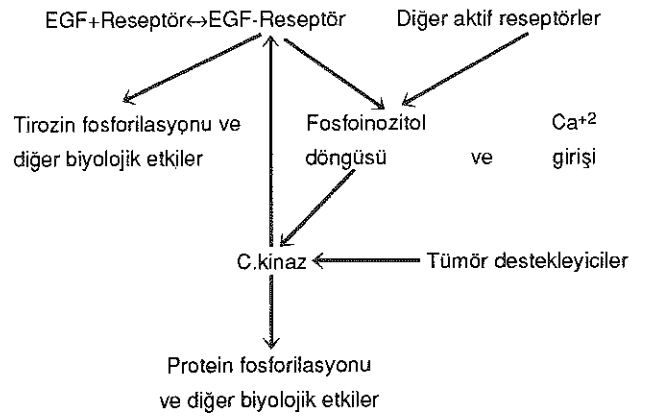 EGF+Reseptör↔EGF-Reseptör Diğer aktif reseptörler
Tirozin fosforilasyonu ve
diğer biyolojik etkiler
Fosfoinozitol Ca+2
döngüsü ve girişi
C.kinaz Tümör destekleyiciler
Protein fosforilasyonu
ve diğer biyolojik etkiler